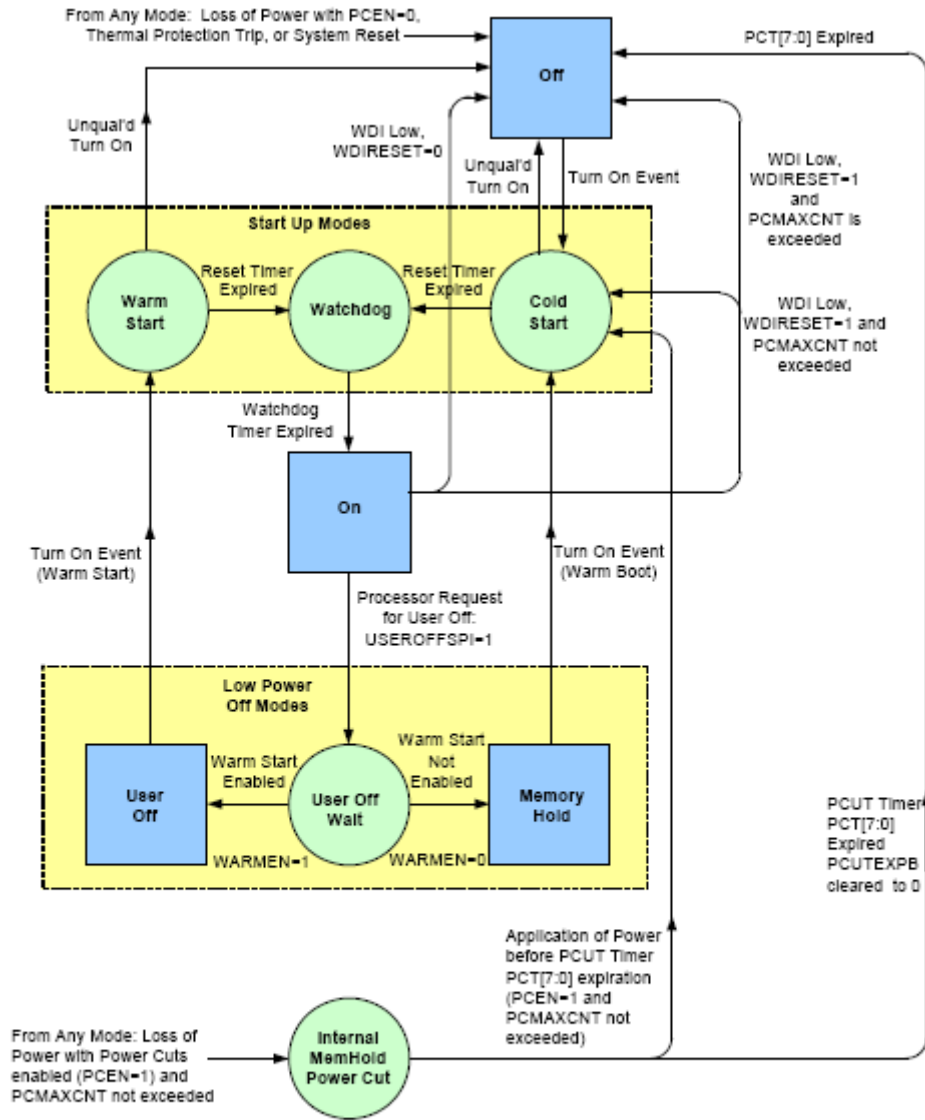 From Any Mode: Loss of Power with PCEN=0,
Thermal Protection Trip, or System Reset
Off
PCT[7:0] Expired
Unqual'd
Turn On
WDI Low,
WDIRESET=0
Unqual'd
Turn On
Turn On Event
WDI Low,
WDIRESET=1
and
PCMAXCNT is
exceeded
Start Up Modes
Warm
Start
Reset Timer
Expired
Watchdog
Reset Timer
Expired
Cold
Start
WDI Low,
WDIRESET=1 and
PCMAXCNT not
exceeded
Watchdog
Timer Expired
On
Turn On Event
(Warm Start)
Turn On Event
(Warm Boot)
Processor Request
for User Off:
USEROFFSPI=1
Low Power
Off Modes
User
Off
Warm Start
Enabled
WARMEN=1
User Off
Wait
Warm Start
Not
Enabled
WARMEN=0
Memory
Hold
PCUT Timer
PCT[7:0]
Expired
PCUTEXPB
cleared to 0
Application of Power
before PCUT Timer
PCT[7:0] expiration
(PCEN=1 and
PCMAXCNT not
exceeded)
From Any Mode: Loss of
Power with Power Cuts
enabled (PCEN=1) and
PCMAXCNT not exceeded
Internal
MemHold
Power Cut